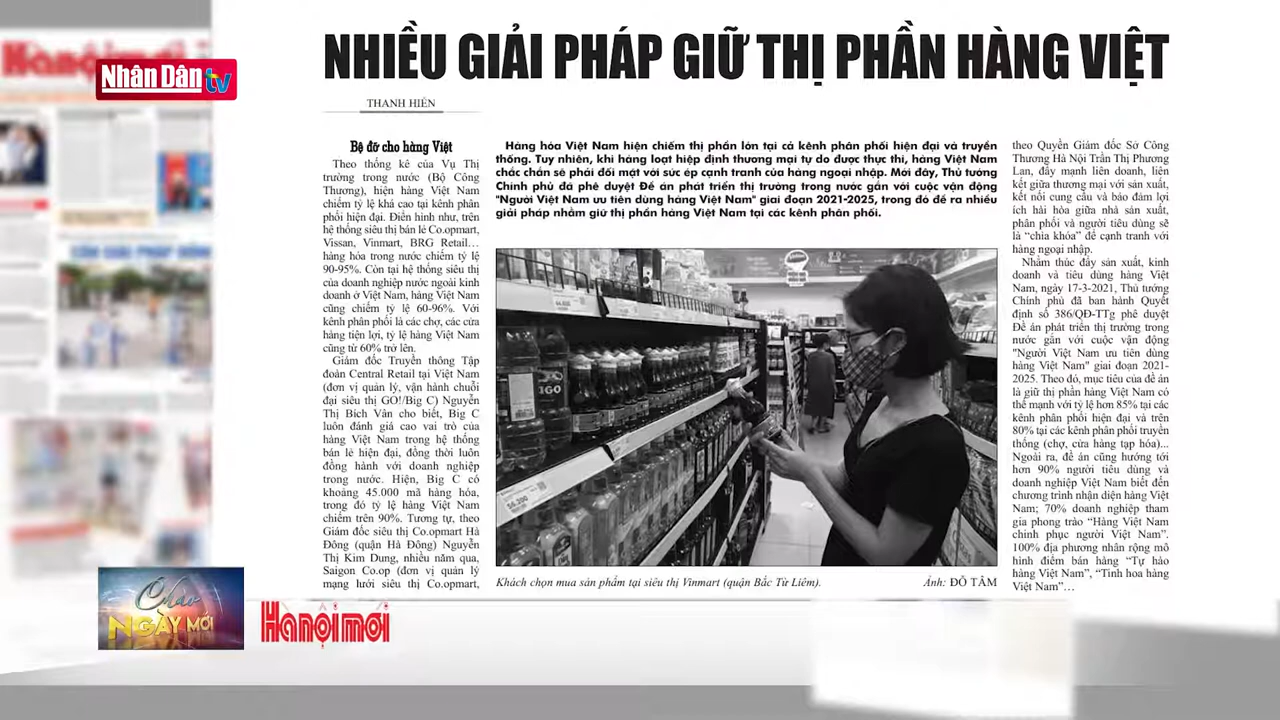 Hànộimới
Nhân Dân tv
NHIỀU GIẢI PHÁP GIỮ THỊ PHẦN HÀNG VIỆT
THANH HIỀN
Bệ đỡ cho hàng Việt
Theo thống kê của Vụ Thị
trường trong nước (Bộ Công
Thương), hiện hàng Việt Nam
chiếm tỷ lệ khá cao tại kênh phân
phối hiện đại. Điển hình như, trên
hệ thống siêu thị bán lẻ Co.opmart,
Vissan, Vinmart, BRG Retail...
hàng hóa trong nước chiếm tỷ lệ
90-95%. Còn tại hệ thống siêu thị
của doanh nghiệp nước ngoài kinh
doanh ở Việt Nam, hàng Việt Nam
cũng chiếm tỷ lệ 60-96%. Với
kênh phân phối là các chợ, các cửa
hàng tiện lợi, tỷ lệ hàng Việt Nam
cũng từ 60% trở lên.
Giám đốc Truyền thông Tập
đoàn Central Retail tại Việt Nam
(đơn vị quản lý, vận hành chuỗi
đại siêu thị GO!/Big C) Nguyễn
Thị Bích Vân cho biết, Big C
luôn đánh giá cao vai trò của
hàng Việt Nam trong hệ thống
bán lẻ hiện đại, đồng thời luôn
đồng hành với doanh nghiệp
trong nước. Hiện, Big C có
khoảng 45.000 mã hàng hóa,
trong đó tỷ lệ hàng Việt Nam
chiếm trên 90%. Tương tự, theo
Giám đốc siêu thị Co.opmart Hà
Đông (quận Hà Đông) Nguyễn
Thị Kim Dung, nhiều năm qua,
Saigon Co.op (đơn vị quản lý
mạng lưới siêu thị Co.opmart,
Hàng hóa Việt Nam hiện chiếm thị phần lớn tại cả kênh phân phối hiện đại và truyền
thống. Tuy nhiên, khi hàng loạt hiệp định thương mại tự do được thực thi, hàng Việt Nam
chắc chắn sẽ phải đối mặt với sức ép cạnh tranh của hàng ngoại nhập. Mới đây, Thủ tướng
Chính phủ đã phê duyệt Đề án phát triển thị trường trong nước gắn với cuộc vận động
"Người Việt Nam ưu tiên dùng hàng Việt Nam" giai đoạn 2021-2025, trong đó đề ra nhiều
giải pháp nhằm giữ thị phần hàng Việt Nam tại các kênh phân phối.
Khách chọn mua sản phẩm tại siêu thị Vinmart (quận Bắc Từ Liêm).
Ảnh: ĐỖ TÂM
theo Quyền Giám đốc Sở Công
Thương Hà Nội Trần Thị Phương
Lan, đẩy mạnh liên doanh, liên
kết giữa thương mại với sản xuất,
kết nối cung cầu và bảo đảm lợi
ích hài hòa giữa nhà sản xuất,
phân phối và người tiêu dùng sẽ
là "chìa khóa" để cạnh tranh với
hàng ngoại nhập.
Nhằm thúc đẩy sản xuất, kinh
doanh và tiêu dùng hàng Việt
Nam, ngày 17-3-2021, Thủ tướng
Chính phủ đã ban hành Quyết
định số 386/QĐ-TTg phê duyệt
Đề án phát triển thị trường trong
nước gắn với cuộc vận động
"Người Việt Nam ưu tiên dùng
hàng Việt Nam" giai đoạn 2021-
2025. Theo đó, mục tiêu của đề án
là giữ thị phần hàng Việt Nam có
thế mạnh với tỷ lệ hơn 85% tại các
kênh phân phối hiện đại và trên
80% tại các kênh phân phối truyền
thống (chợ, cửa hàng tạp hóa)...
Ngoài ra, đề án cũng hướng tới
hơn 90% người tiêu dùng và
doanh nghiệp Việt Nam biết đến
chương trình nhận diện hàng Việt
Nam; 70% doanh nghiệp tham
gia phong trào "Hàng Việt Nam
chinh phục người Việt Nam".
100% địa phương nhân rộng mô
hình điểm bán hàng "Tự hào
hàng Việt Nam", "Tinh hoa hàng
Việt Nam"...
Chào
NGÀY MỚI
Hànộimới